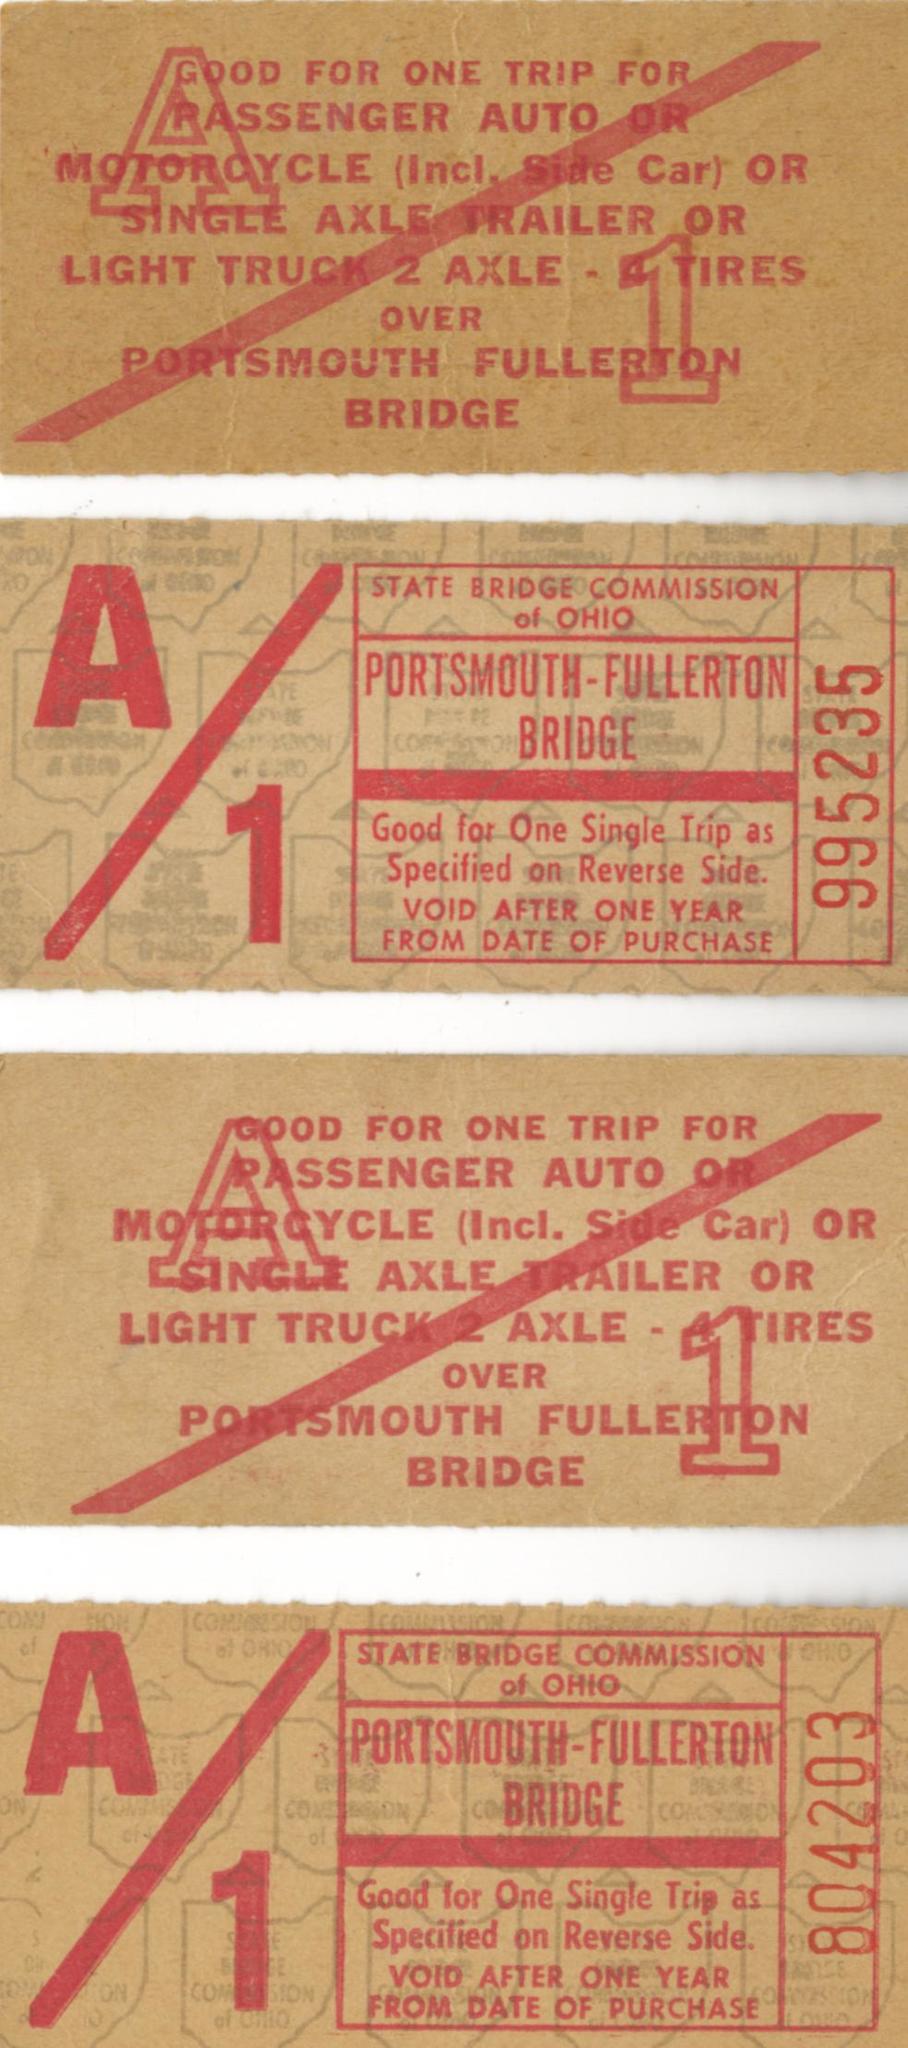 GOOD FOR ONE TRIP FOR
PASSENGER AUTO OR
MOTORCYCLE (Incl. Side Car) OR
SINGLE AXLE TRAILER OR
LIGHT TRUCK 2 AXLE - 4 TIRES
OVER
PORTSMOUTH FULLERTON
BRIDGE
A
1
A
1
STATE BRIDGE COMMISSION
of OHIO
PORTSMOUTH-FULLERTON
BRIDGE
Good for One Single Trip as
Specified on Reverse Side.
VOID AFTER ONE YEAR
FROM DATE OF PURCHASE
995235
GOOD FOR ONE TRIP FOR
PASSENGER AUTO OR
MOTORCYCLE (Incl. Side Car) OR
SINGLE AXLE TRAILER OR
LIGHT TRUCK 2 AXLE - 4 TIRES
OVER
PORTSMOUTH FULLERTON
BRIDGE
A
1
A
1
STATE BRIDGE COMMISSION
of OHIO
PORTSMOUTH-FULLERTON
BRIDGE
Good for One Single Trip as
Specified on Reverse Side.
VOID AFTER ONE YEAR
FROM DATE OF PURCHASE
804203